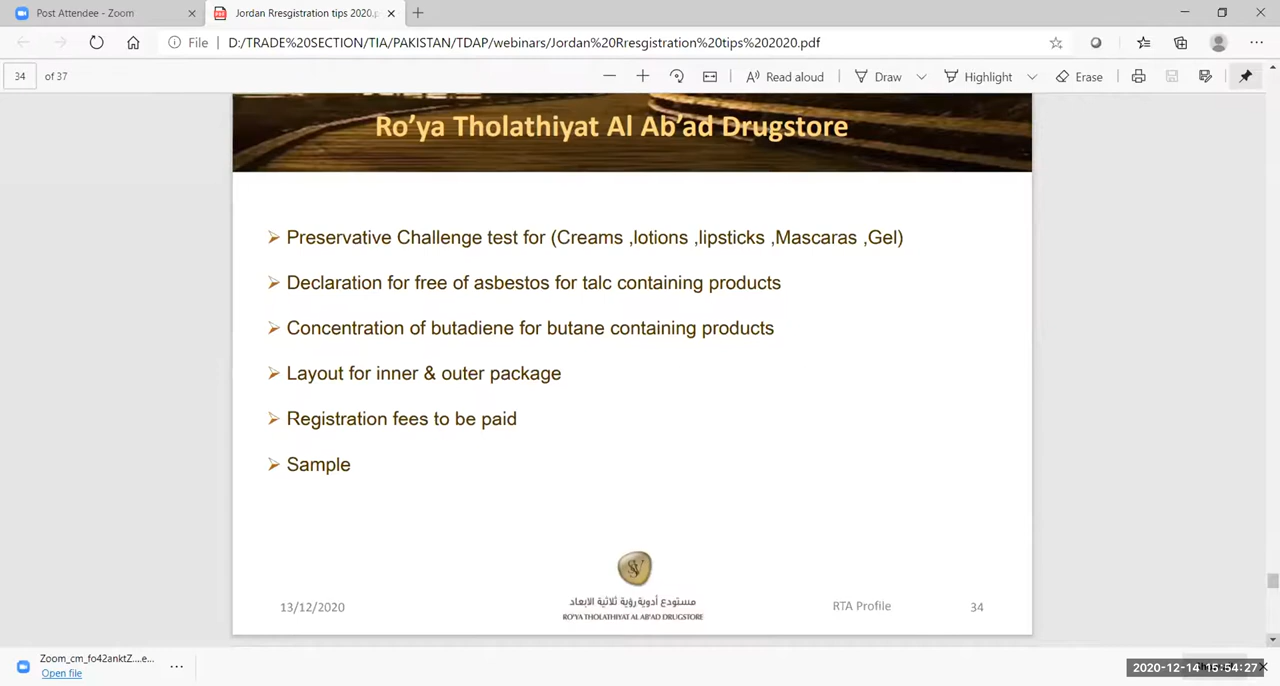 Post Attendee - Zoom
Jordan Rresgistration tips 2020.p
File
D:/TRADE%20SECTION/TIA/PAKISTAN/TDAP/webinars/Jordan%20Rresgistration%20tips%202020.pdf
34 of 37
Read aloud
Draw
Highlight
Erase
Ro'ya Tholathiyat Al Ab'ad Drugstore
Preservative Challenge test for (Creams ,lotions ,lipsticks ,Mascaras ,Gel)
Declaration for free of asbestos for talc containing products
Concentration of butadiene for butane containing products
Layout for inner & outer package
Registration fees to be paid
Sample
مستودع أدوية رؤية ثلاثية الابعاد
RO'YA THOLATHIYAT AL AB'AD DRUGSTORE
13/12/2020
RTA Profile
34
Zoom_cm_fo42anktZ....e...
Open file
2020-12-14 15:54:27